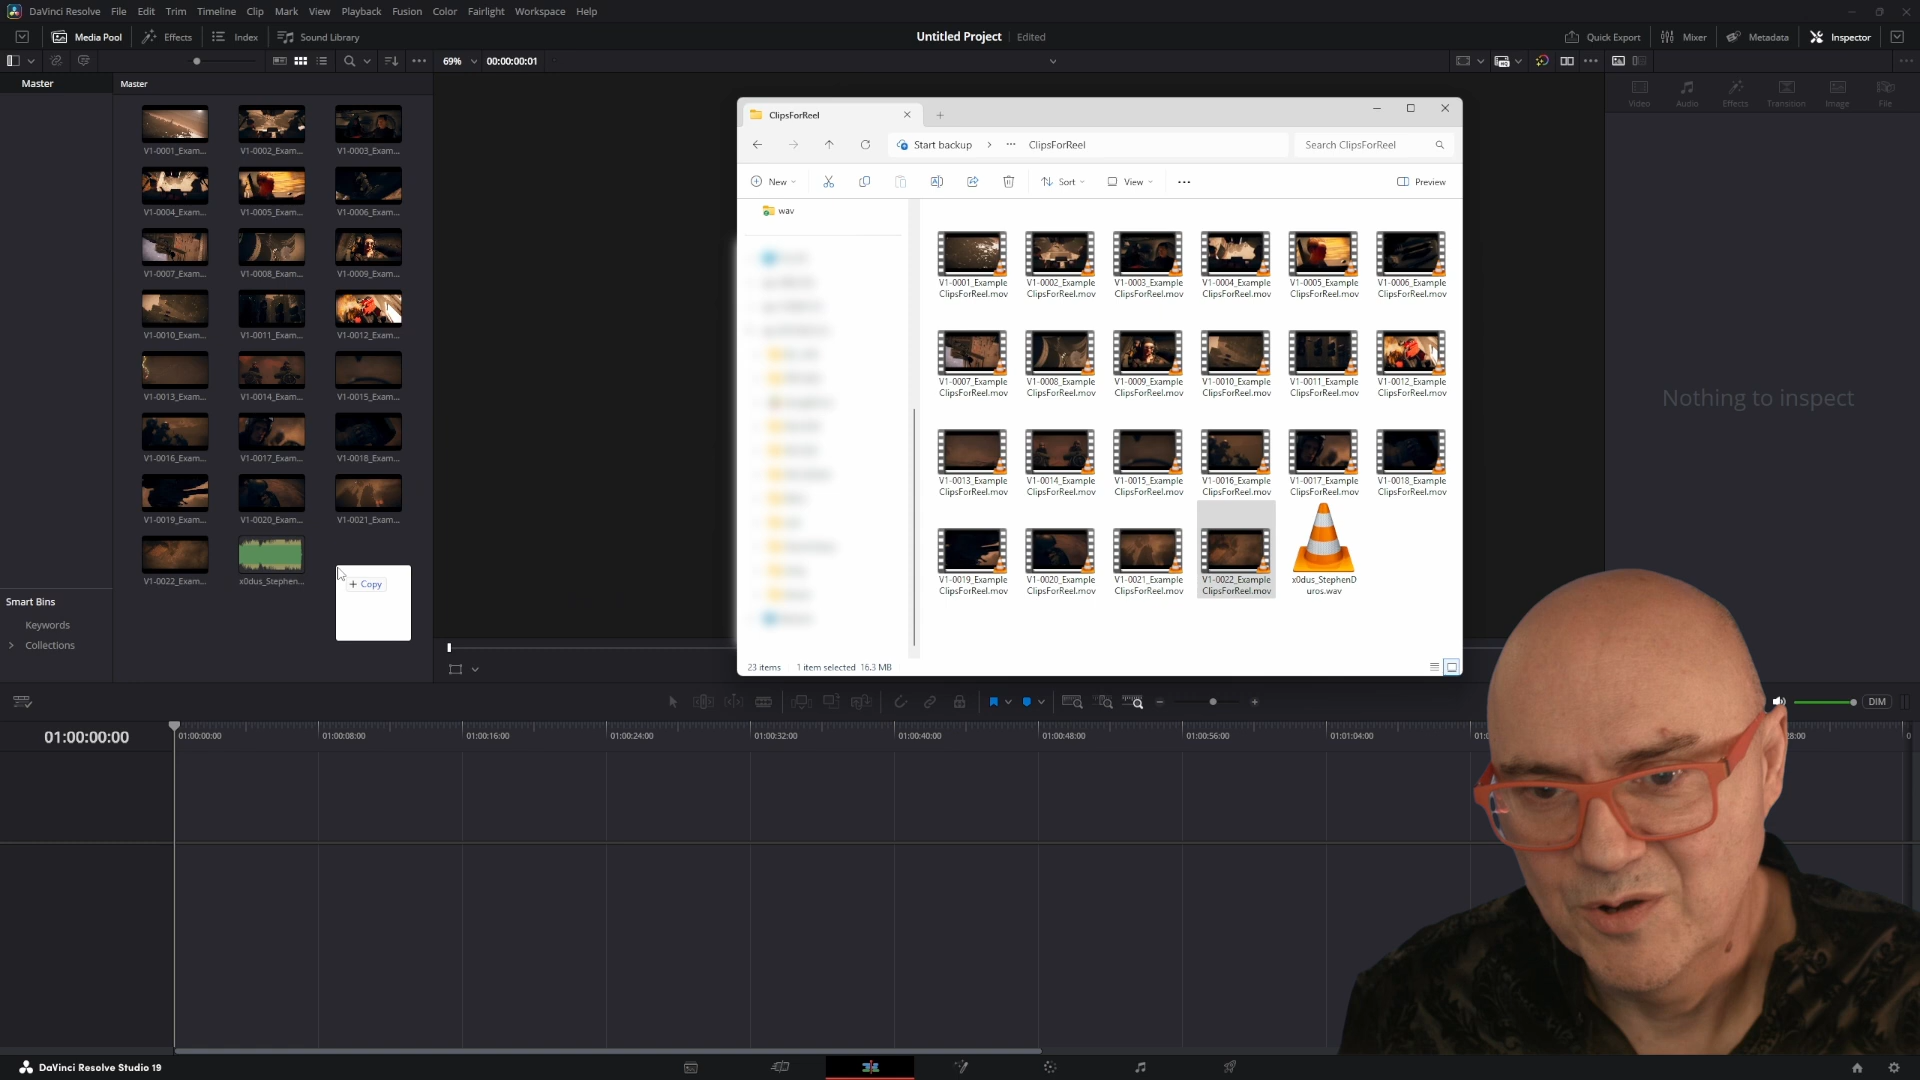 DaVinci Resolve File Edit Trim Timeline Clip Mark View Playback Fusion Color Fairlight Workspace Help
Media Pool Effects Index Sound Library
Untitled Project Edited
Quick Export Mixer Metadata Inspector
69% 00:00:00:01
Master
Master
Video Audio Effects Transition Image File
V1-0001_Exam... V1-0002_Exam... V1-0003_Exam...
V1-0004_Exam... V1-0005_Exam... V1-0006_Exam...
V1-0007_Exam... V1-0008_Exam... V1-0009_Exam...
V1-0010_Exam... V1-0011_Exam... V1-0012_Exam...
V1-0013_Exam... V1-0014_Exam... V1-0015_Exam...
V1-0016_Exam... V1-0017_Exam... V1-0018_Exam...
V1-0019_Exam... V1-0020_Exam... V1-0021_Exam...
V1-0022_Exam... x0dus_Stephen...
+ Copy
Smart Bins
Keywords
Collections
ClipsForReel
Start backup > ... ClipsForReel
Search ClipsForReel
New Sort View ... Preview
wav
V1-0001_Example V1-0002_Example V1-0003_Example V1-0004_Example V1-0005_Example V1-0006_Example
ClipsForReel.mov ClipsForReel.mov ClipsForReel.mov ClipsForReel.mov ClipsForReel.mov ClipsForReel.mov
V1-0007_Example V1-0008_Example V1-0009_Example V1-0010_Example V1-0011_Example V1-0012_Example
ClipsForReel.mov ClipsForReel.mov ClipsForReel.mov ClipsForReel.mov ClipsForReel.mov ClipsForReel.mov
V1-0013_Example V1-0014_Example V1-0015_Example V1-0016_Example V1-0017_Example V1-0018_Example
ClipsForReel.mov ClipsForReel.mov ClipsForReel.mov ClipsForReel.mov ClipsForReel.mov ClipsForReel.mov
V1-0019_Example V1-0020_Example V1-0021_Example V1-0022_Example x0dus_StephenD
ClipsForReel.mov ClipsForReel.mov ClipsForReel.mov ClipsForReel.mov uros.wav
23 items 1 item selected 16.3 MB
Nothing to inspect
DIM
01:00:00:00
01:00:00:00 01:00:08:00 01:00:16:00 01:00:24:00 01:00:32:00 01:00:40:00 01:00:48:00 01:00:56:00 01:01:04:00
DaVinci Resolve Studio 19